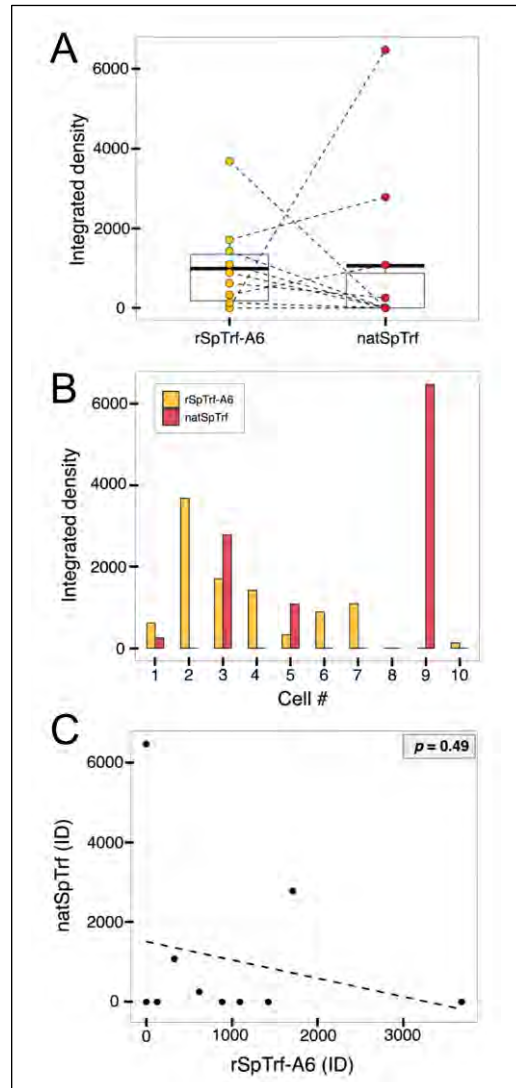 A
Integrated density
6000
4000
2000
0
rSpTrf-A6
natSpTrf
B
Integrated density
6000
4000
2000
0
rSpTrf-A6
natSpTrf
1 2 3 4 5 6 7 8 9 10
Cell #
C
natSpTrf (ID)
6000
4000
2000
0
p = 0.49
0 1000 2000 3000
rSpTrf-A6 (ID)